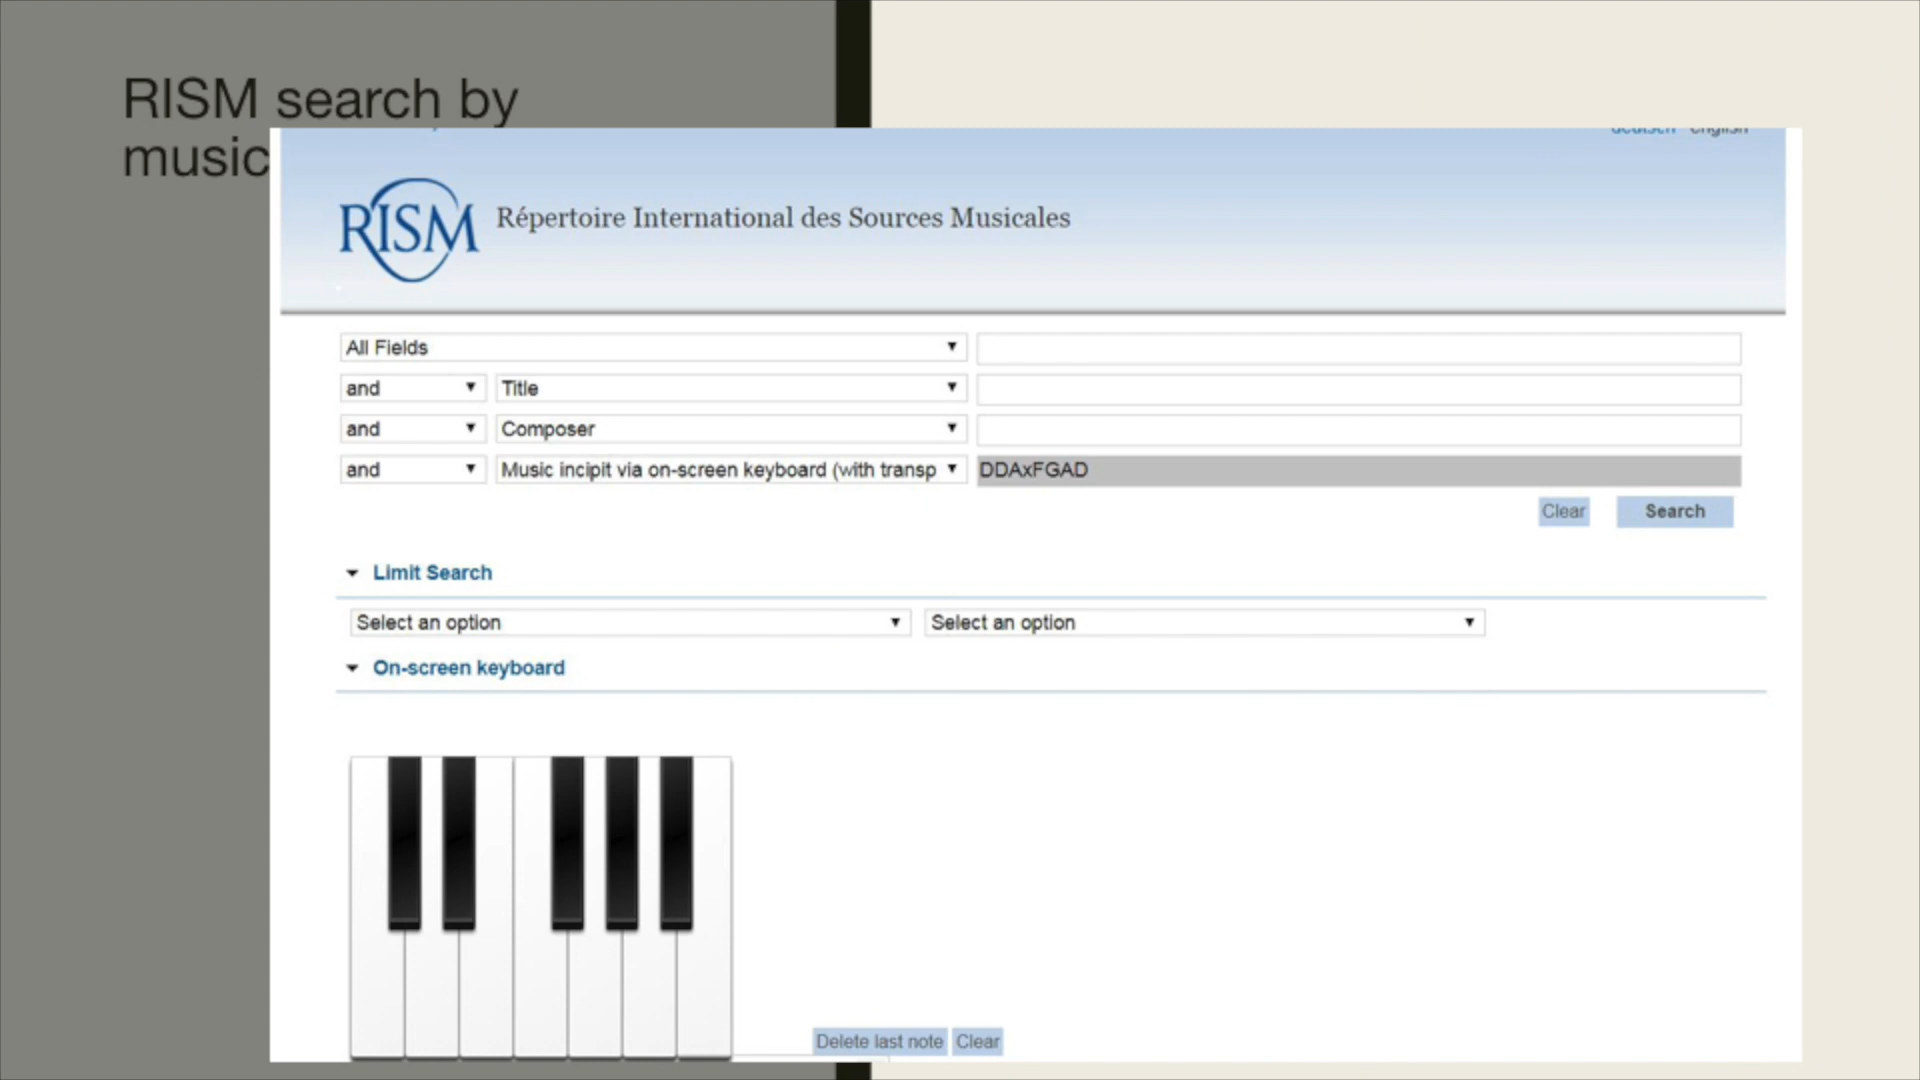 RISM search by
music
deutsch english
RISM Répertoire International des Sources Musicales
All Fields
and Title
and Composer
and Music incipit via on-screen keyboard (with transp DDAxFGAD
Clear Search
Limit Search
Select an option Select an option
On-screen keyboard
Delete last note Clear